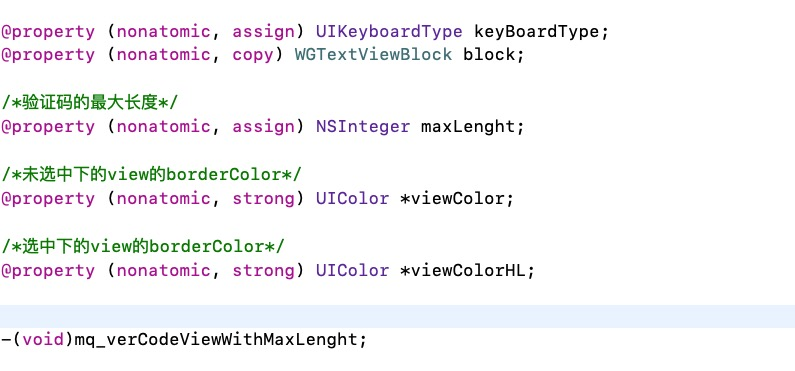 @property (nonatomic, assign) UIKeyboardType keyBoardType;
@property (nonatomic, copy) WGTextViewBlock block;
/*验证码的最大长度*/
@property (nonatomic, assign) NSInteger maxLenght;
/*未选中下的view的borderColor*/
@property (nonatomic, strong) UIColor *viewColor;
/*选中下的view的borderColor*/
@property (nonatomic, strong) UIColor *viewColorHL;
-(void)mq_verCodeViewWithMaxLenght;